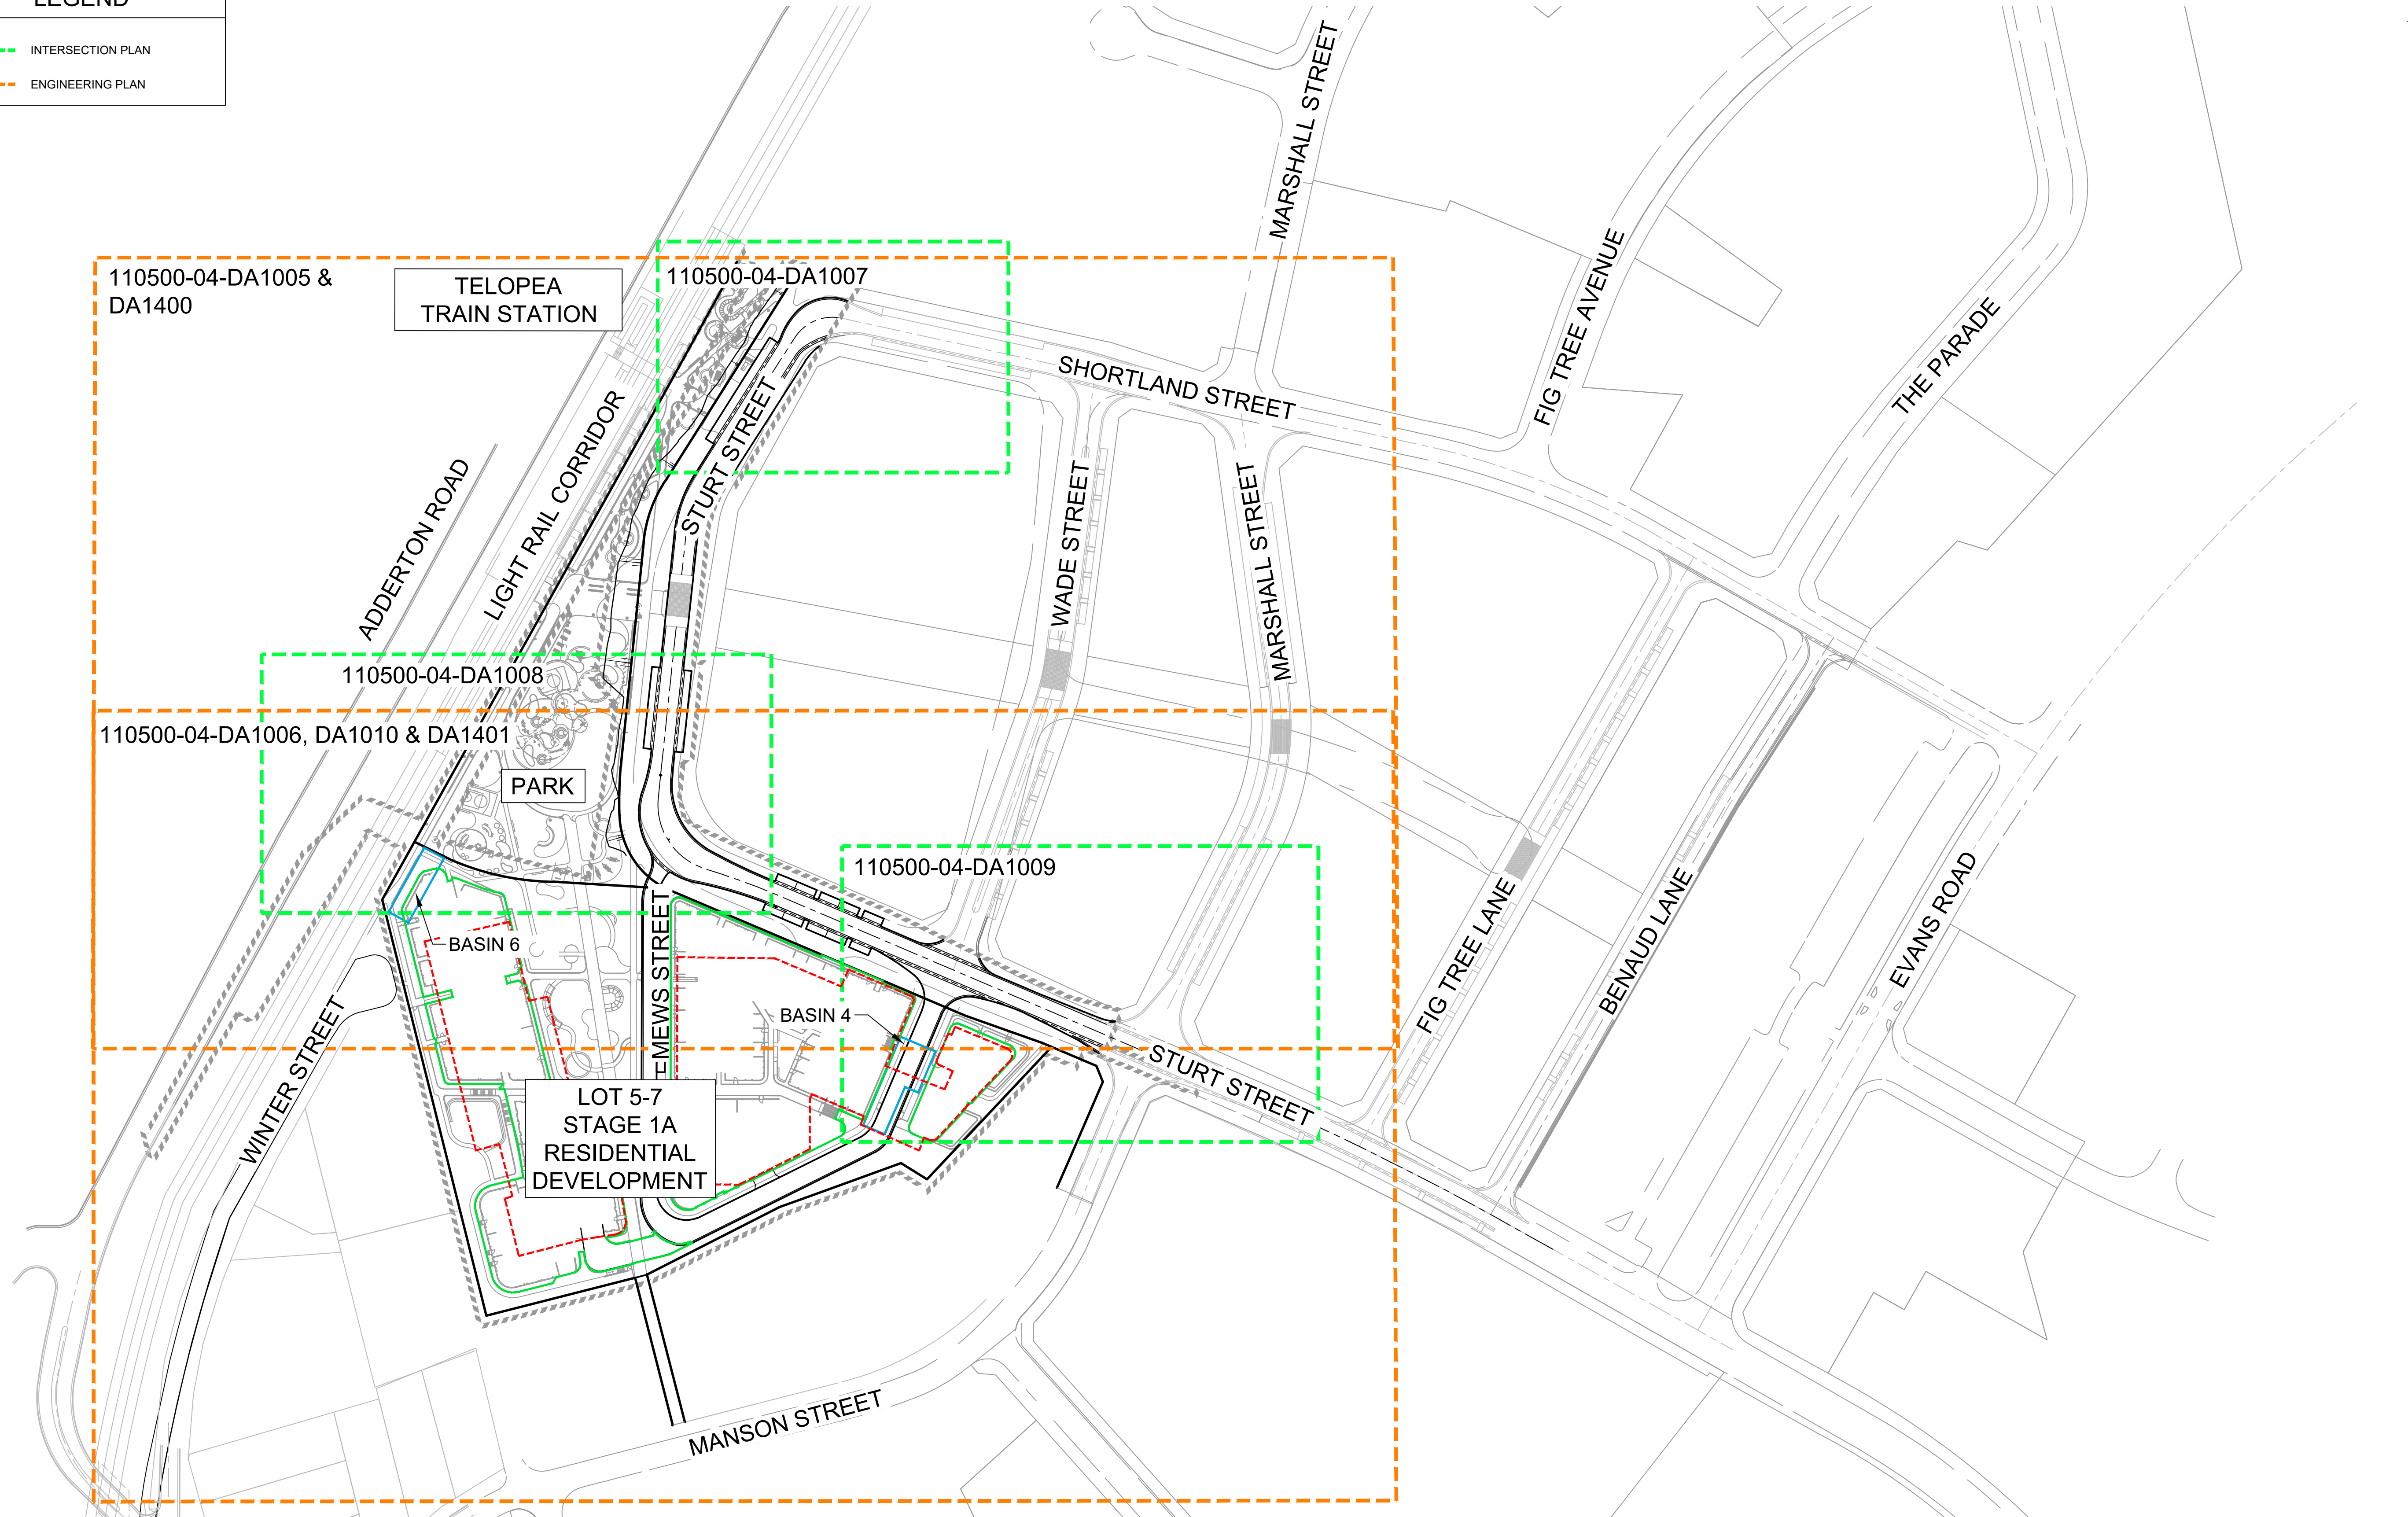 LEGEND
INTERSECTION PLAN
ENGINEERING PLAN
MARSHALL STREET
110500-04-DA1005 &
DA1400
TELOPEA
TRAIN STATION
110500-04-DA1007
SHORTLAND STREET
FIG TREE AVENUE
THE PARADE
STURT STREET
LIGHT RAIL CORRIDOR
ADDERTON ROAD
WADE STREET
MARSHALL STREET
110500-04-DA1008
110500-04-DA1006, DA1010 & DA1401
PARK
110500-04-DA1009
BASIN 6
BASIN 4
MEWS STREET
FIG TREE LANE
BENAUD LANE
EVANS ROAD
WINTER STREET
STURT STREET
LOT 5-7
STAGE 1A
RESIDENTIAL
DEVELOPMENT
MANSON STREET